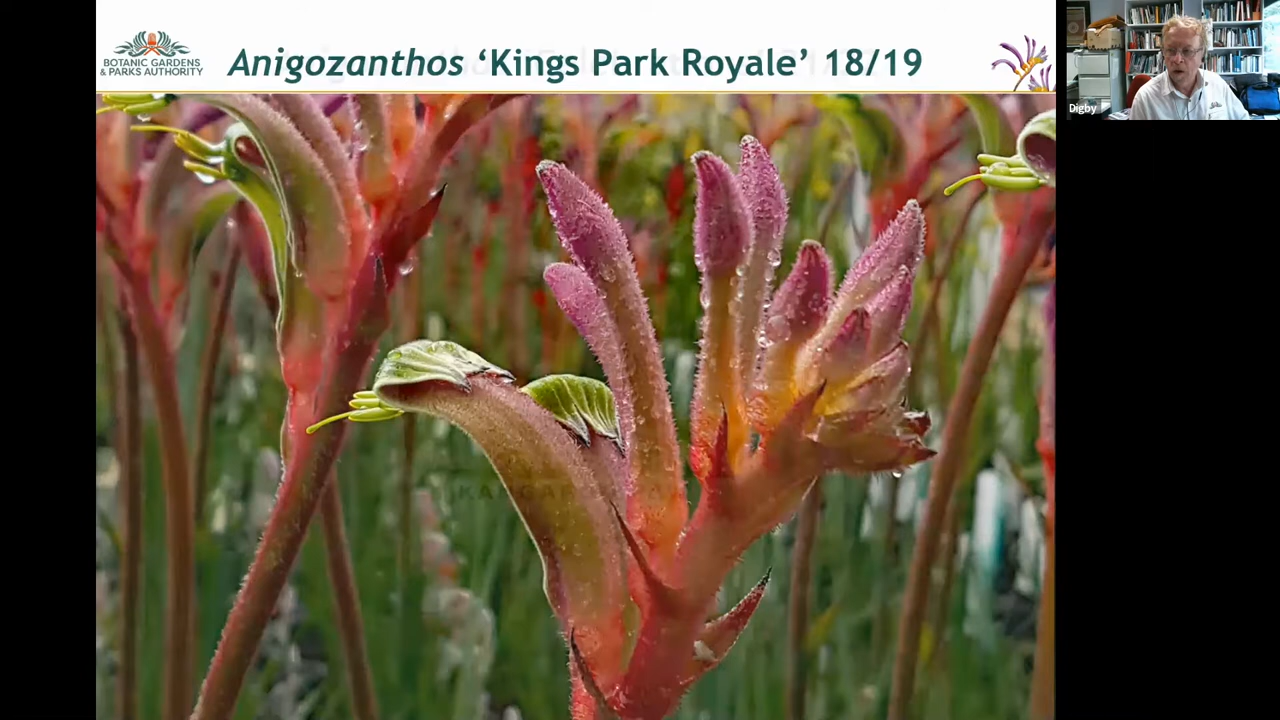 BOTANIC GARDENS
& PARKS AUTHORITY
Anigozanthos ‘Kings Park Royale’ 18/19
Digby